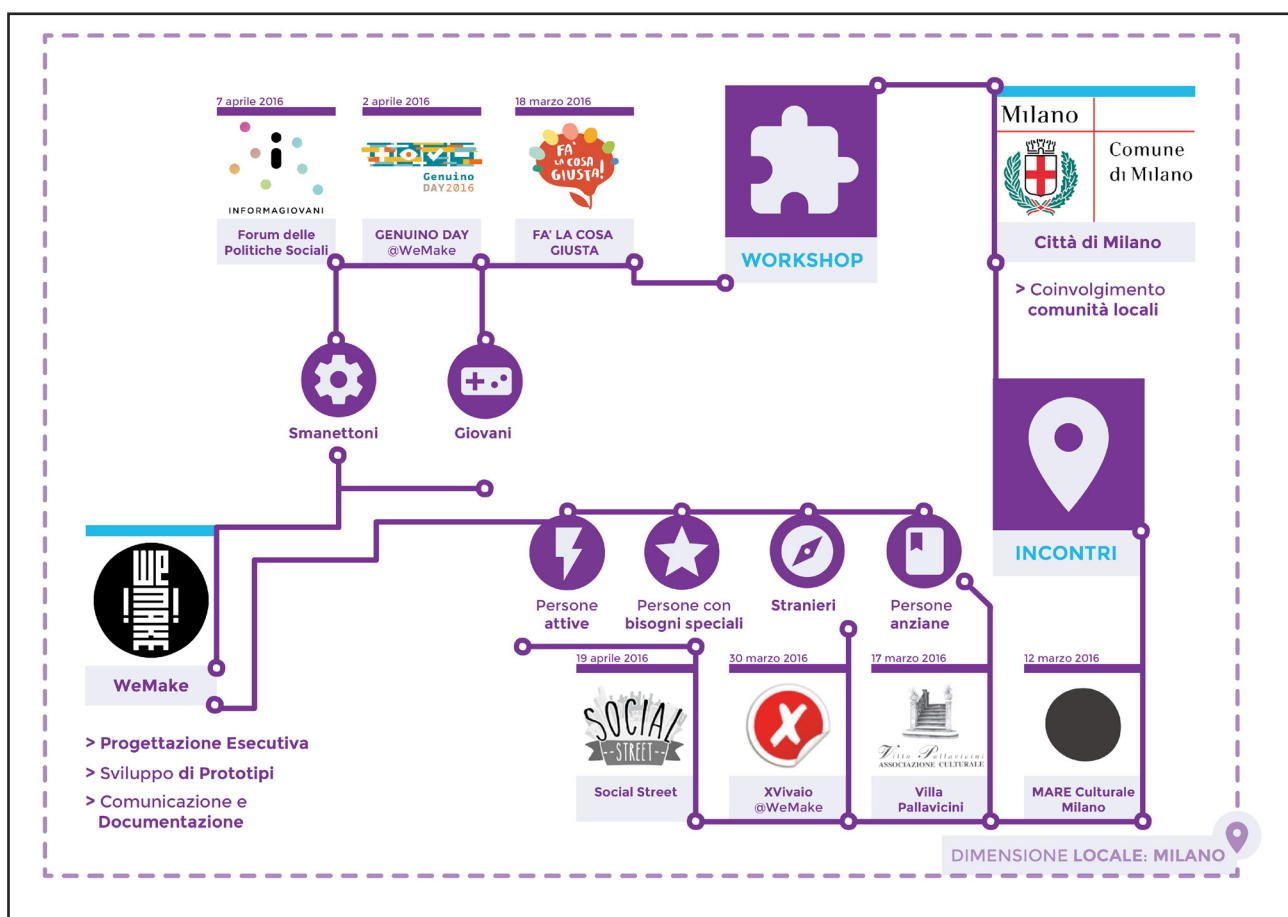 7 aprile 2016
INFORMAGIOVANI
Forum delle
Politiche Sociali
2 aprile 2016
Genuino
DAY2016
GENUINO DAY
@WeMake
18 marzo 2016
FA'
LA COSA
GIUSTA!
FA' LA COSA
GIUSTA
WORKSHOP
Milano
Comune
di Milano
Città di Milano
> Coinvolgimento
comunità locali
Smanettoni
Giovani
INCONTRI
WE
MAKE
WeMake
> Progettazione Esecutiva
> Sviluppo di Prototipi
> Comunicazione e
Documentazione
Persone
attive
Persone con
bisogni speciali
Stranieri
Persone
anziane
19 aprile 2016
SOCIAL
STREET
Social Street
30 marzo 2016
X
XVivaio
@WeMake
17 marzo 2016
Villa Pallavicini
ASSOCIAZIONE CULTURALE
Villa
Pallavicini
12 marzo 2016
MARE Culturale
Milano
DIMENSIONE LOCALE: MILANO